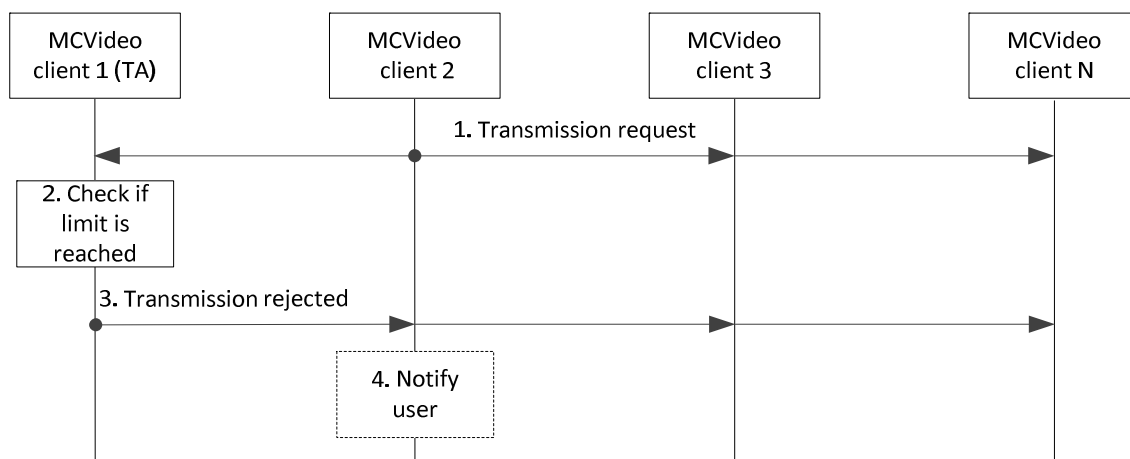 MCVideo
client 1 (TA)
MCVideo
client 2
MCVideo
client 3
MCVideo
client N
1. Transmission request
2. Check if
limit is
reached
3. Transmission rejected
4. Notify
user